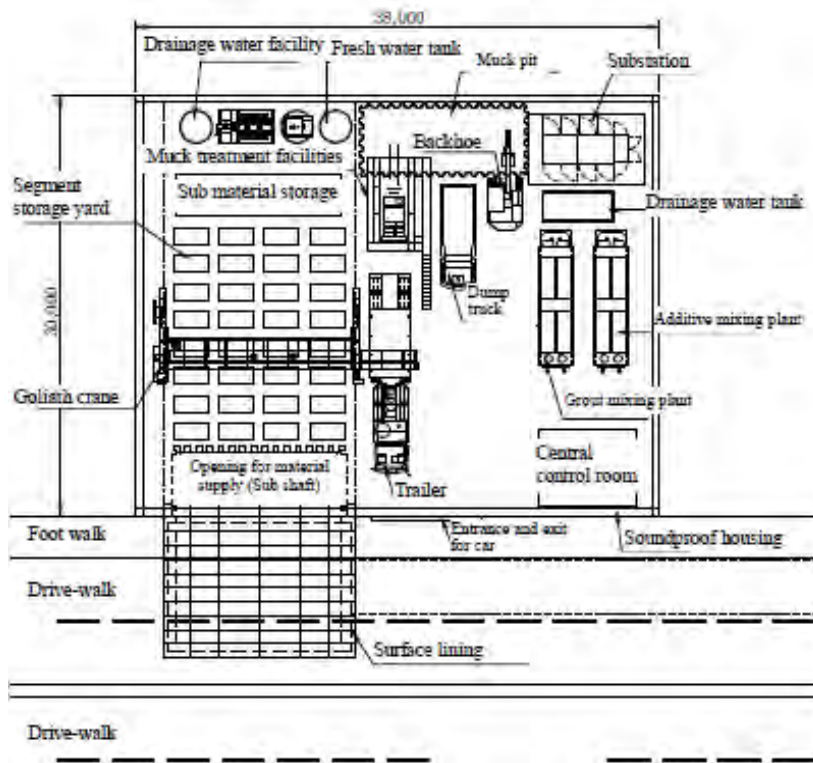 38,000
Drainage water facility
Fresh water tank
Muck pit
Substation
Backhoe
Muck treatment facilities
Segment
storage yard
Sub material storage
Drainage water tank
30,000
Dump
truck
Additive mixing plant
Goliath crane
Grout mixing plant
Opening for material
supply (Sub shaft)
Trailer
Central
control room
Foot walk
Entrance and exit
for car
Soundproof housing
Drive-walk
Surface lining
Drive-walk